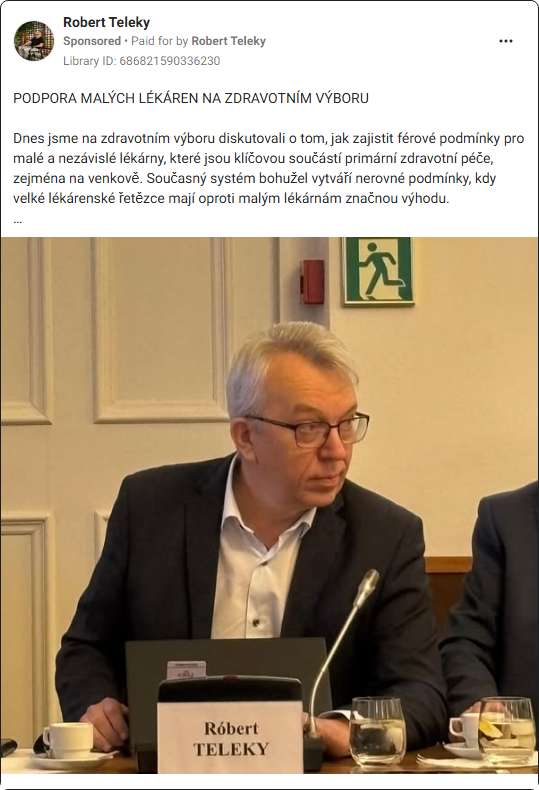 Robert Teleky
Sponsored • Paid for by Robert Teleky
Library ID: 686821590336230
PODPORA MALÝCH LÉKÁREN NA ZDRAVOTNÍM VÝBORU
Dnes jsme na zdravotním výboru diskutovali o tom, jak zajistit férové podmínky pro
malé a nezávislé lékárny, které jsou klíčovou součástí primární zdravotní péče,
zejména na venkově. Současný systém bohužel vytváří nerovné podmínky, kdy
velké lékárenské řetězce mají oproti malým lékárnám značnou výhodu.
...
Róbert
TELEKY